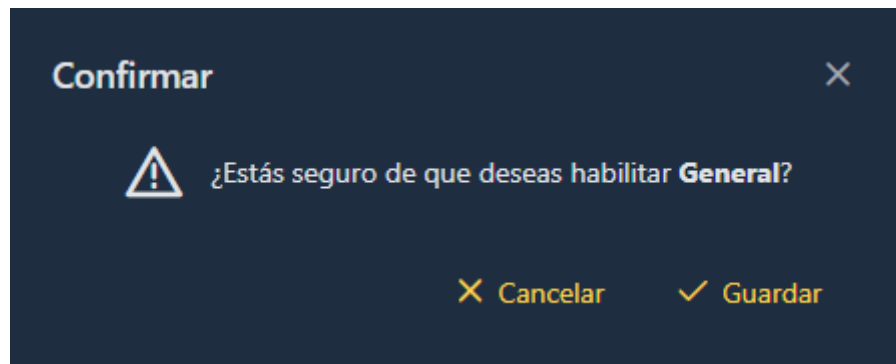 Confirmar
¿Estás seguro de que deseas habilitar General?
Cancelar
Guardar